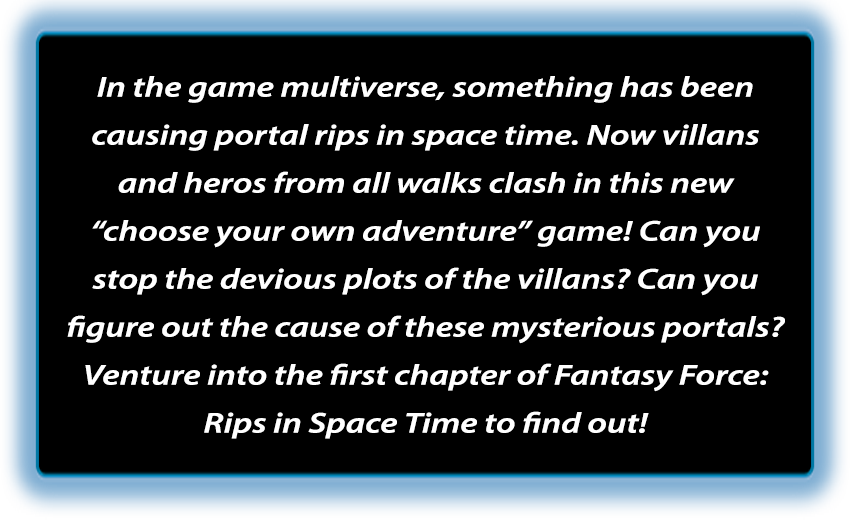 In the game multiverse, something has been
causing portal rips in space time. Now villans
and heros from all walks clash in this new
“choose your own adventure” game! Can you
stop the devious plots of the villans? Can you
figure out the cause of these mysterious portals?
Venture into the first chapter of Fantasy Force:
Rips in Space Time to find out!